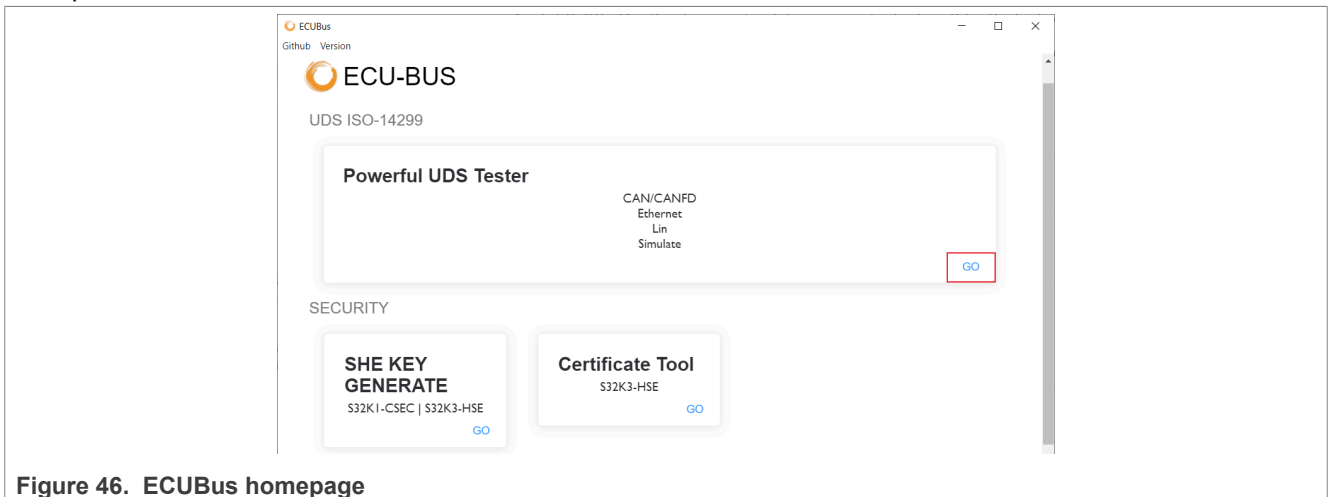 ECUBus
Github Version
ECU-BUS
UDS ISO-14299
Powerful UDS Tester
CAN/CANFD
Ethernet
Lin
Simulate
GO
SECURITY
SHE KEY
GENERATE
S32K1-CSEC | S32K3-HSE
GO
Certificate Tool
S32K3-HSE
GO
Figure 46. ECUBus homepage